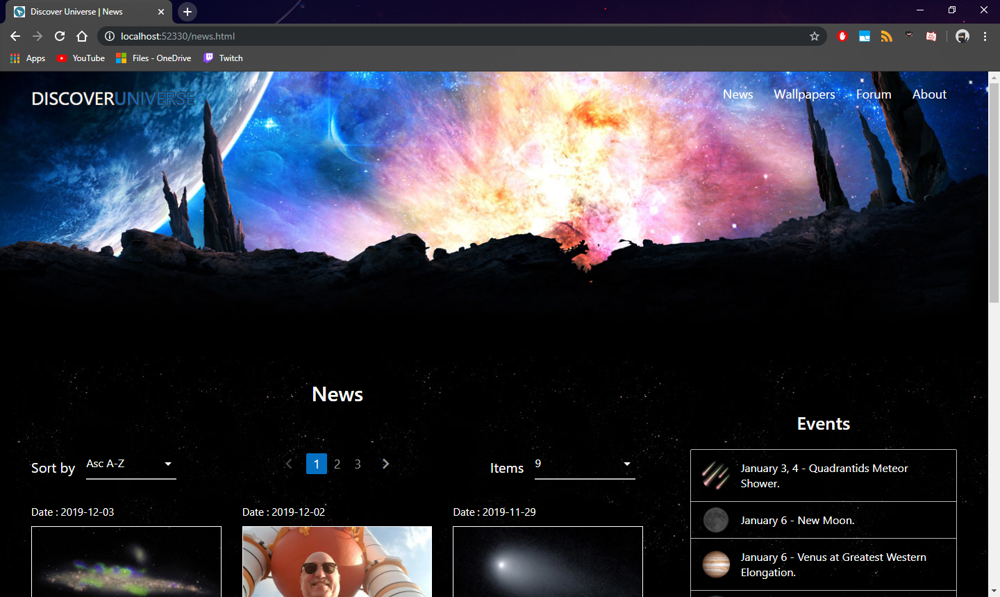 Discover Universe | News
localhost:52330/news.html
Apps YouTube Files - OneDrive Twitch
DISCOVERUNIVERSE
News Wallpapers Forum About
News
Events
Sort by Asc A-Z
1 2 3
Items 9
Date : 2019-12-03
Date : 2019-12-02
Date : 2019-11-29
January 3, 4 - Quadrantids Meteor
Shower.
January 6 - New Moon.
January 6 - Venus at Greatest Western
Elongation.